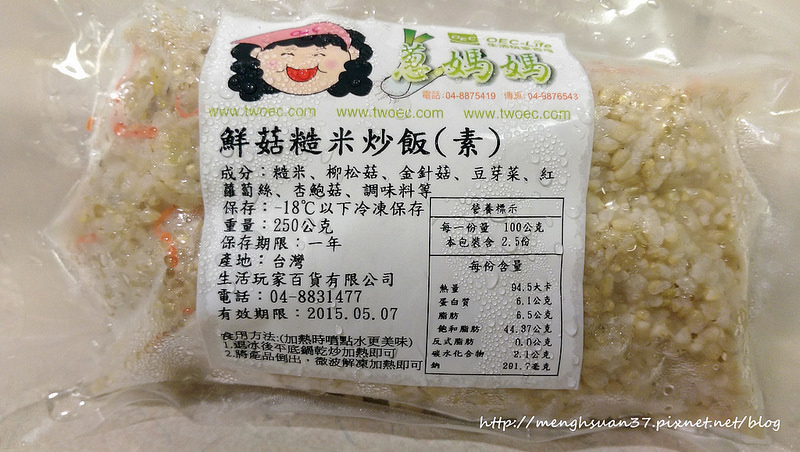 OEC OEC-Life
生活玩家百貨
蔥媽媽
電話:04-8875419 傳真:04-9876543
www.twoec.com www.twoec.com www.twoec.com
鮮菇糙米炒飯(素)
成分：糙米、柳松菇、金針菇、豆芽菜、紅
蘿蔔絲、杏鮑菇、調味料等
保存：-18℃以下冷凍保存
重量：250公克
保存期限：一年
產地：台灣
生活玩家百貨有限公司
電話：04-8831477
有效期限：2015.05.07
食用方法:(加熱時噴點水更美味)
1.退冰後平底鍋乾炒加熱即可
2.將產品倒出，微波解凍加熱即可
營養標示
每一份量 100公克
本包裝含 2.5份
每份含量
熱量 94.5大卡
蛋白質 6.1公克
脂肪 6.5公克
飽和脂肪 44.37公克
反式脂肪 0.0公克
碳水化合物 2.1公克
鈉 291.7毫克
http://menghsuan37.pixnet.net/blog